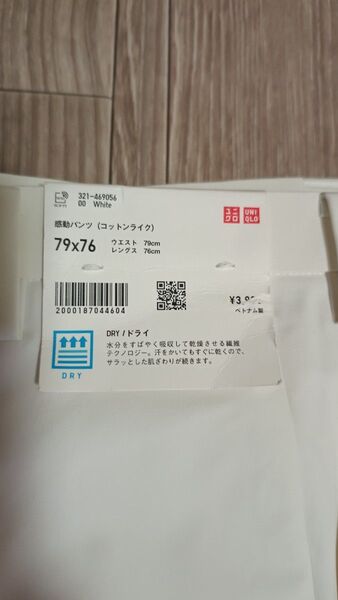 321-469056
00 White
感動パンツ (コットンライク)
ユニクロ
UNIQLO
79x76
ウエスト 79cm
レングス 76cm
2000187044604
¥3,9
ベトナム製
DRY/ドライ
水分をすばやく吸収して乾燥させる繊維
テクノロジー。汗をかいてもすぐに乾くので、
サラッとした肌ざわりが続きます。
DRY